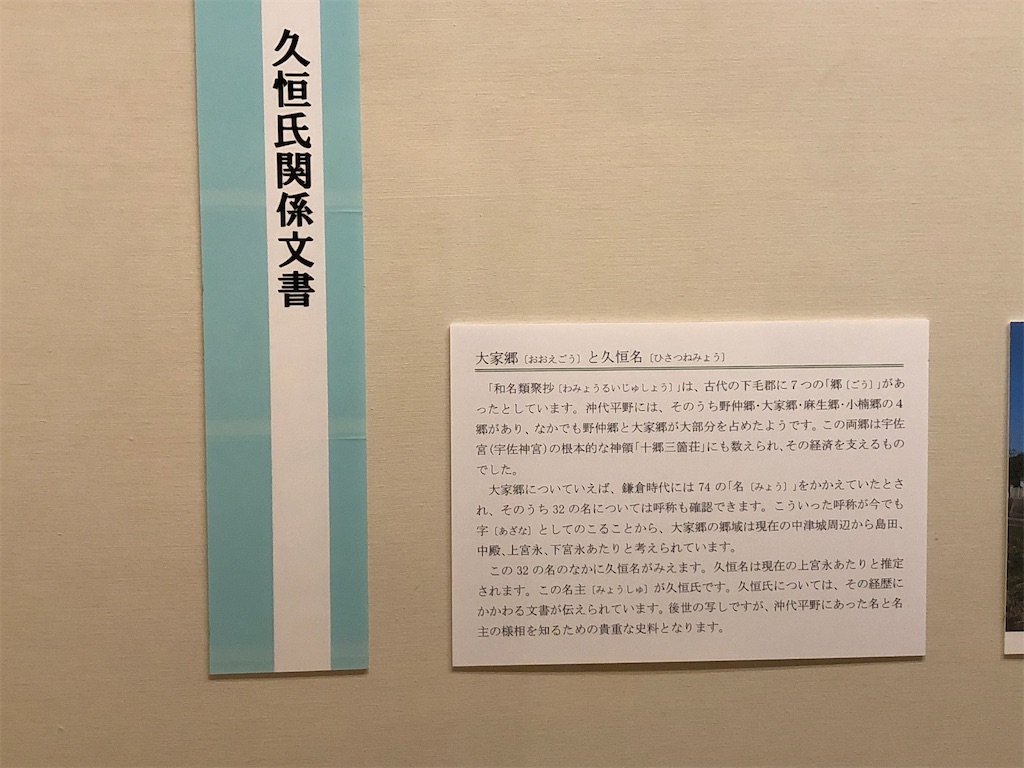 久恒氏関係文書
大家郷〔おおえごう〕と久恒名〔ひさつねみょう〕
「和名類聚抄〔わみょうるいじゅしょう〕」は、古代の下毛郡に7つの「郷〔ごう〕」があ
ったとしています。沖代平野には、そのうち野仲郷・大家郷・麻生郷・小楠郷の4
郷があり、なかでも野仲郷と大家郷が大部分を占めたようです。この両郷は宇佐
宮(宇佐神宮)の根本的な神領「十郷三箇荘」にも数えられ、その経済を支えるもの
でした。
大家郷についていえば、鎌倉時代には74の「名〔みょう〕」をかかえていたとさ
れ、そのうち32の名については呼称も確認できます。こういった呼称が今でも
字〔あざな〕としてのこることから、大家郷の郷域は現在の中津城周辺から島田、
中殿、上宮永、下宮永あたりと考えられています。
この32の名のなかに久恒名がみえます。久恒名は現在の上宮永あたりと推定
されます。この名主〔みょうしゅ〕が久恒氏です。久恒氏については、その経歴に
かかわる文書が伝えられています。後世の写しですが、沖代平野にあった名と名
主の様相を知るための貴重な史料となります。